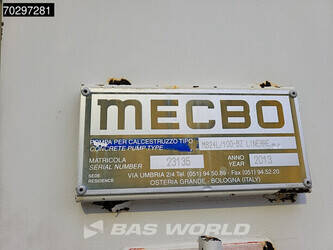 70297281
MECBO
POMPA PER CALCESTRUZZO TIPO
CONCRETE PUMP TYPE
LINEARE
MATRICOLA
SERIAL NUMBER
23135
ANNO
YEAR
2013
SEDE
RESIDENCE
VIA UMBRIA 2/4 Tel. (051) 94.50.89 - Fax (051) 94.52.20
OSTERIA GRANDE - BOLOGNA (ITALY)
BAS WORLD